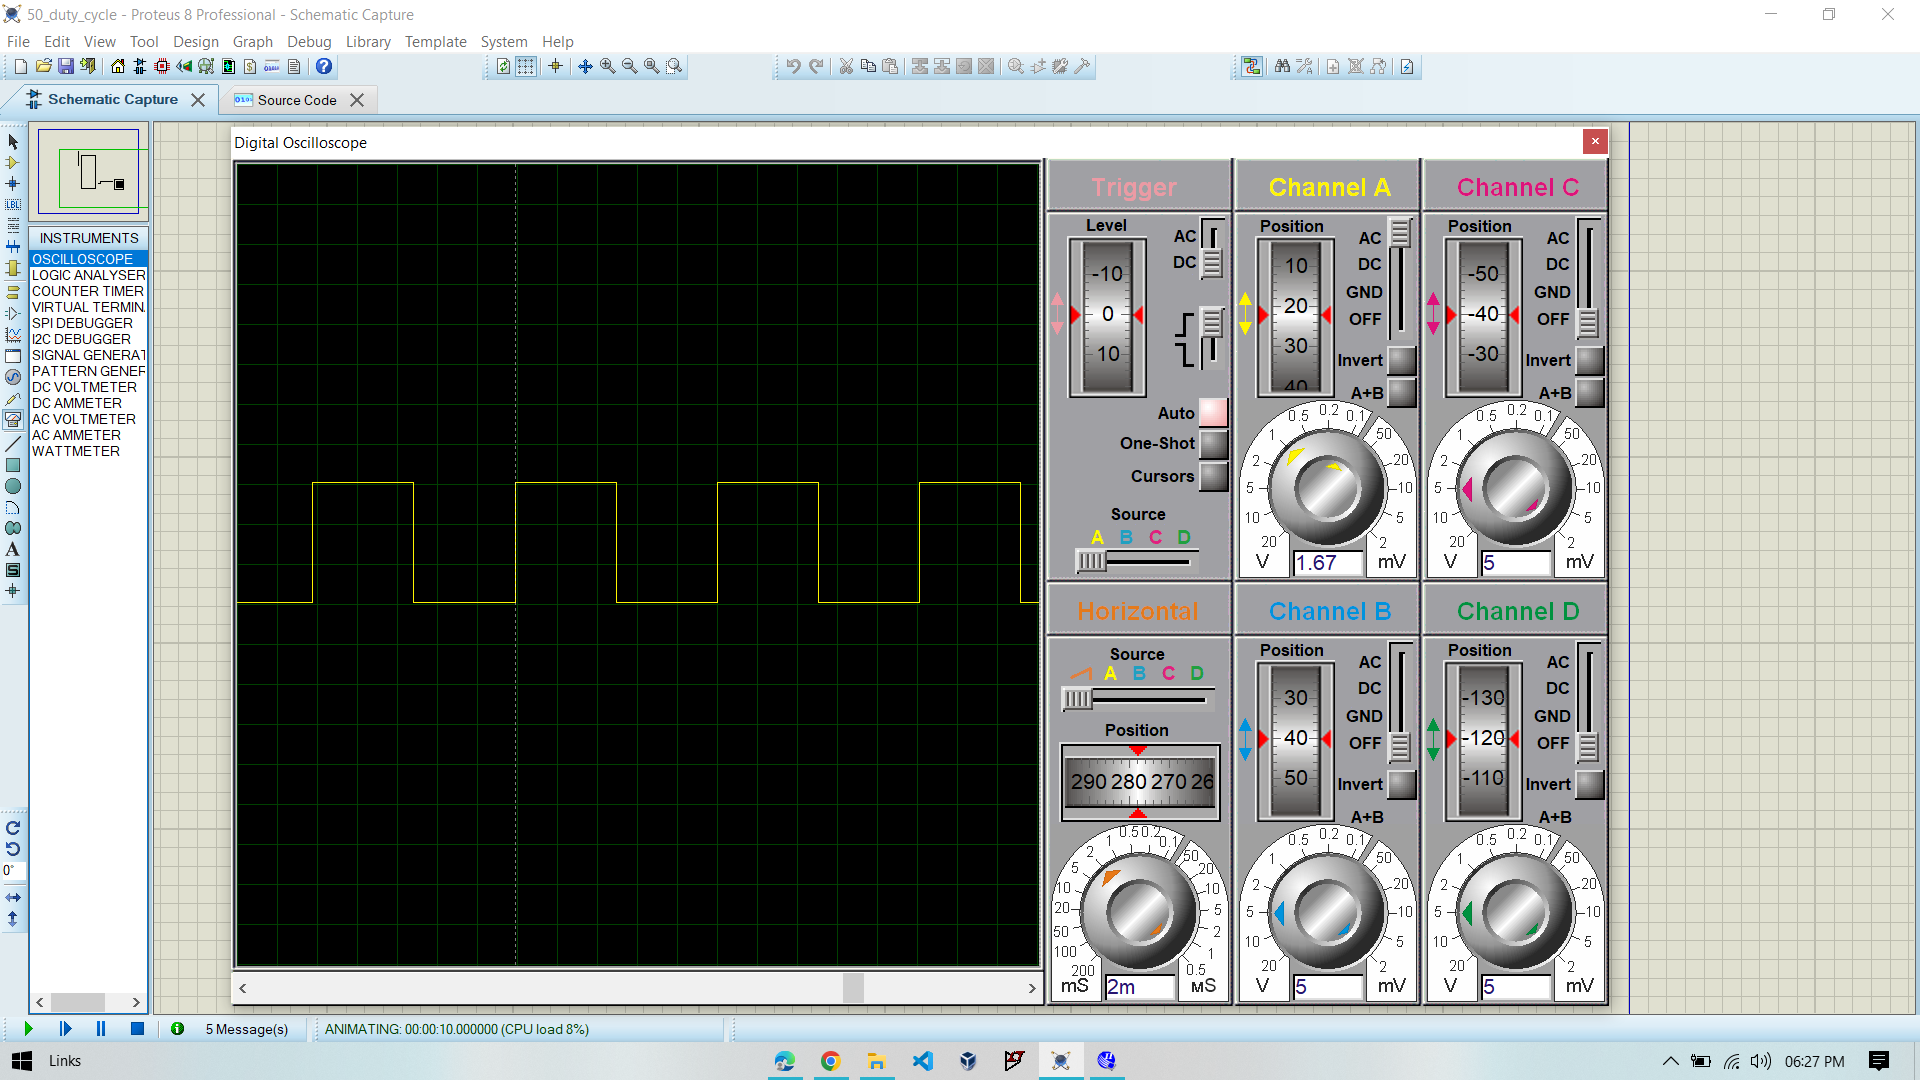 50_duty_cycle - Proteus 8 Professional - Schematic Capture
File Edit View Tool Design Graph Debug Library Template System Help
Schematic Capture
Source Code
INSTRUMENTS
OSCILLOSCOPE
LOGIC ANALYSER
COUNTER TIMER
VIRTUAL TERMIN
SPI DEBUGGER
I2C DEBUGGER
SIGNAL GENERAT
PATTERN GENER
DC VOLTMETER
DC AMMETER
AC VOLTMETER
AC AMMETER
WATTMETER
LBL
A
S
0°
Digital Oscilloscope
Trigger
Level
-10
0
10
AC
DC
Auto
One-Shot
Cursors
Source
A B C D
Channel A
Position
10
20
30
40
AC
DC
GND
OFF
Invert
A+B
20 10 5 2 1 0.5 0.2 0.1 50 20 10 5 2
V 1.67 mV
Channel C
Position
-50
-40
-30
AC
DC
GND
OFF
Invert
A+B
20 10 5 2 1 0.5 0.2 0.1 50 20 10 5 2
V 5 mV
Horizontal
Source
A B C D
Position
290 280 270 26
200 100 50 20 10 5 2 1 0.5 0.2 0.1 50 20 10 5 2 1 0.5
mS 2m мS
Channel B
Position
30
40
50
AC
DC
GND
OFF
Invert
A+B
20 10 5 2 1 0.5 0.2 0.1 50 20 10 5 2
V 5 mV
Channel D
Position
-130
-120
-110
AC
DC
GND
OFF
Invert
A+B
20 10 5 2 1 0.5 0.2 0.1 50 20 10 5 2
V 5 mV
5 Message(s)
ANIMATING: 00:00:10.000000 (CPU load 8%)
Links
06:27 PM